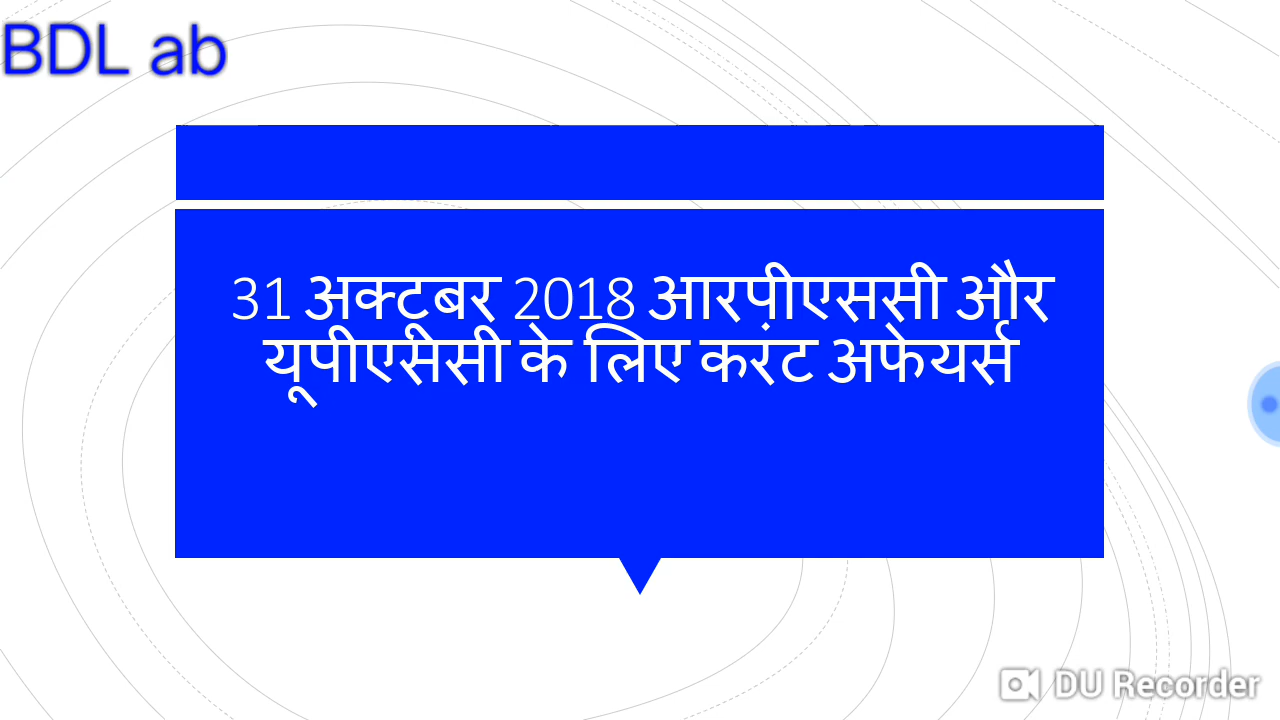 BDL ab
31 अक्टबर 2018 आरपीएससी और
यूपीएससी के लिए करंट अफेयर्स
DU Recorder